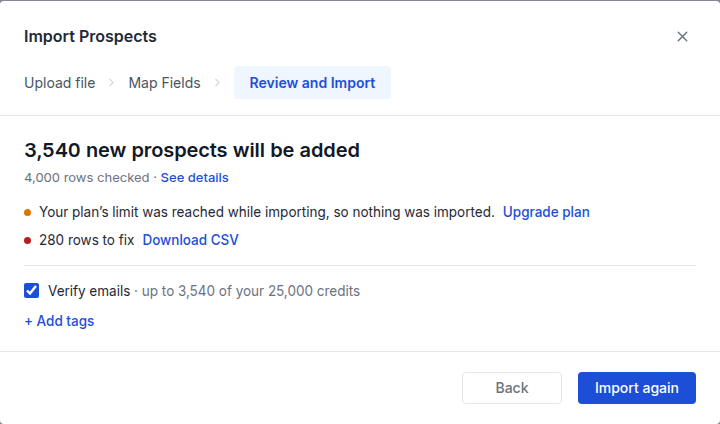 Import Prospects
Upload file > Map Fields > Review and Import
3,540 new prospects will be added
4,000 rows checked · See details
Your plan’s limit was reached while importing, so nothing was imported. Upgrade plan
280 rows to fix Download CSV
Verify emails · up to 3,540 of your 25,000 credits
+ Add tags
Back Import again